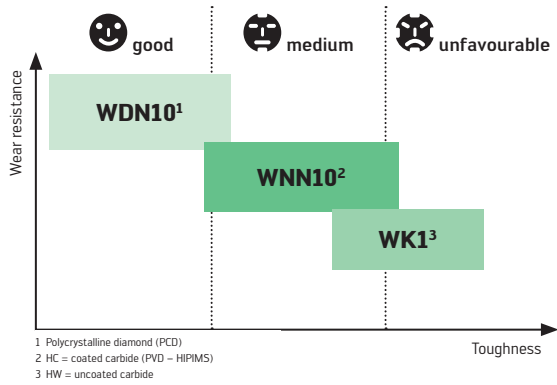 good
medium
unfavourable
Wear resistance
WDN10¹
WNN10²
WK1³
Toughness
1 Polycrystalline diamond (PCD)
2 HC = coated carbide (PVD – HIPIMS)
3 HW = uncoated carbide